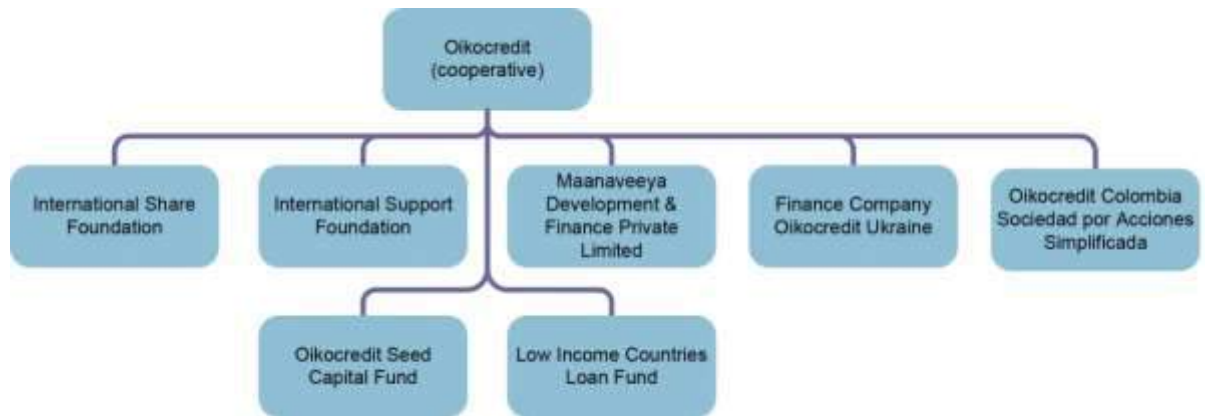 Oikocredit
(cooperative)
International Share
Foundation
International Support
Foundation
Maanaveeya
Development &
Finance Private
Limited
Finance Company
Oikocredit Ukraine
Oikocredit Colombia
Sociedad por Acciones
Simplificada
Oikocredit Seed
Capital Fund
Low Income Countries
Loan Fund